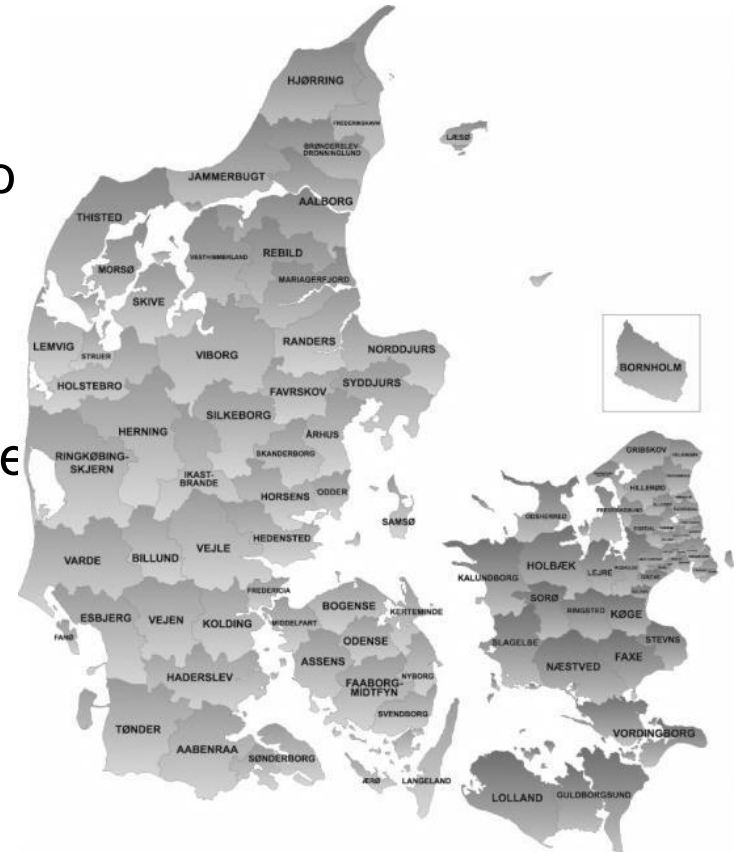 HJØRRING
FREDERIKSHAVN
LÆSØ
BRØNDERSLEV-
DRONNINGLUND
JAMMERBUGT
AALBORG
THISTED
VESTHIMMERLAND
REBILD
MORSØ
MARIAGERFJORD
SKIVE
LEMVIG
STRUER
VIBORG
RANDERS
NORDDJURS
BORNHOLM
HOLSTEBRO
FAVRSKOV
SYDDJURS
SILKEBORG
HERNING
ÅRHUS
RINGKØBING-
SKJERN
SKANDERBORG
IKAST-
BRANDE
HORSENS
ODDER
SAMSØ
GRIBSKOV
HILLERØD
FREDERIKSSUND
ODSHERRED
HEDENSTED
VARDE
BILLUND
VEJLE
KALUNDBORG
HOLBÆK
LEJRE
FREDERICIA
BOGENSE
KERTEMINDE
SORØ
RINGSTED
KØGE
ESBJERG
VEJEN
KOLDING
MIDDELFART
ODENSE
FANØ
SLAGELSE
STEVNS
ASSENS
NÆSTVED
FAXE
HADERSLEV
FAABORG-
MIDTFYN
NYBORG
SVENDBORG
TØNDER
AABENRAA
SØNDERBORG
VORDINGBORG
ÆRØ
LANGELAND
LOLLAND
GULDBORGSUND